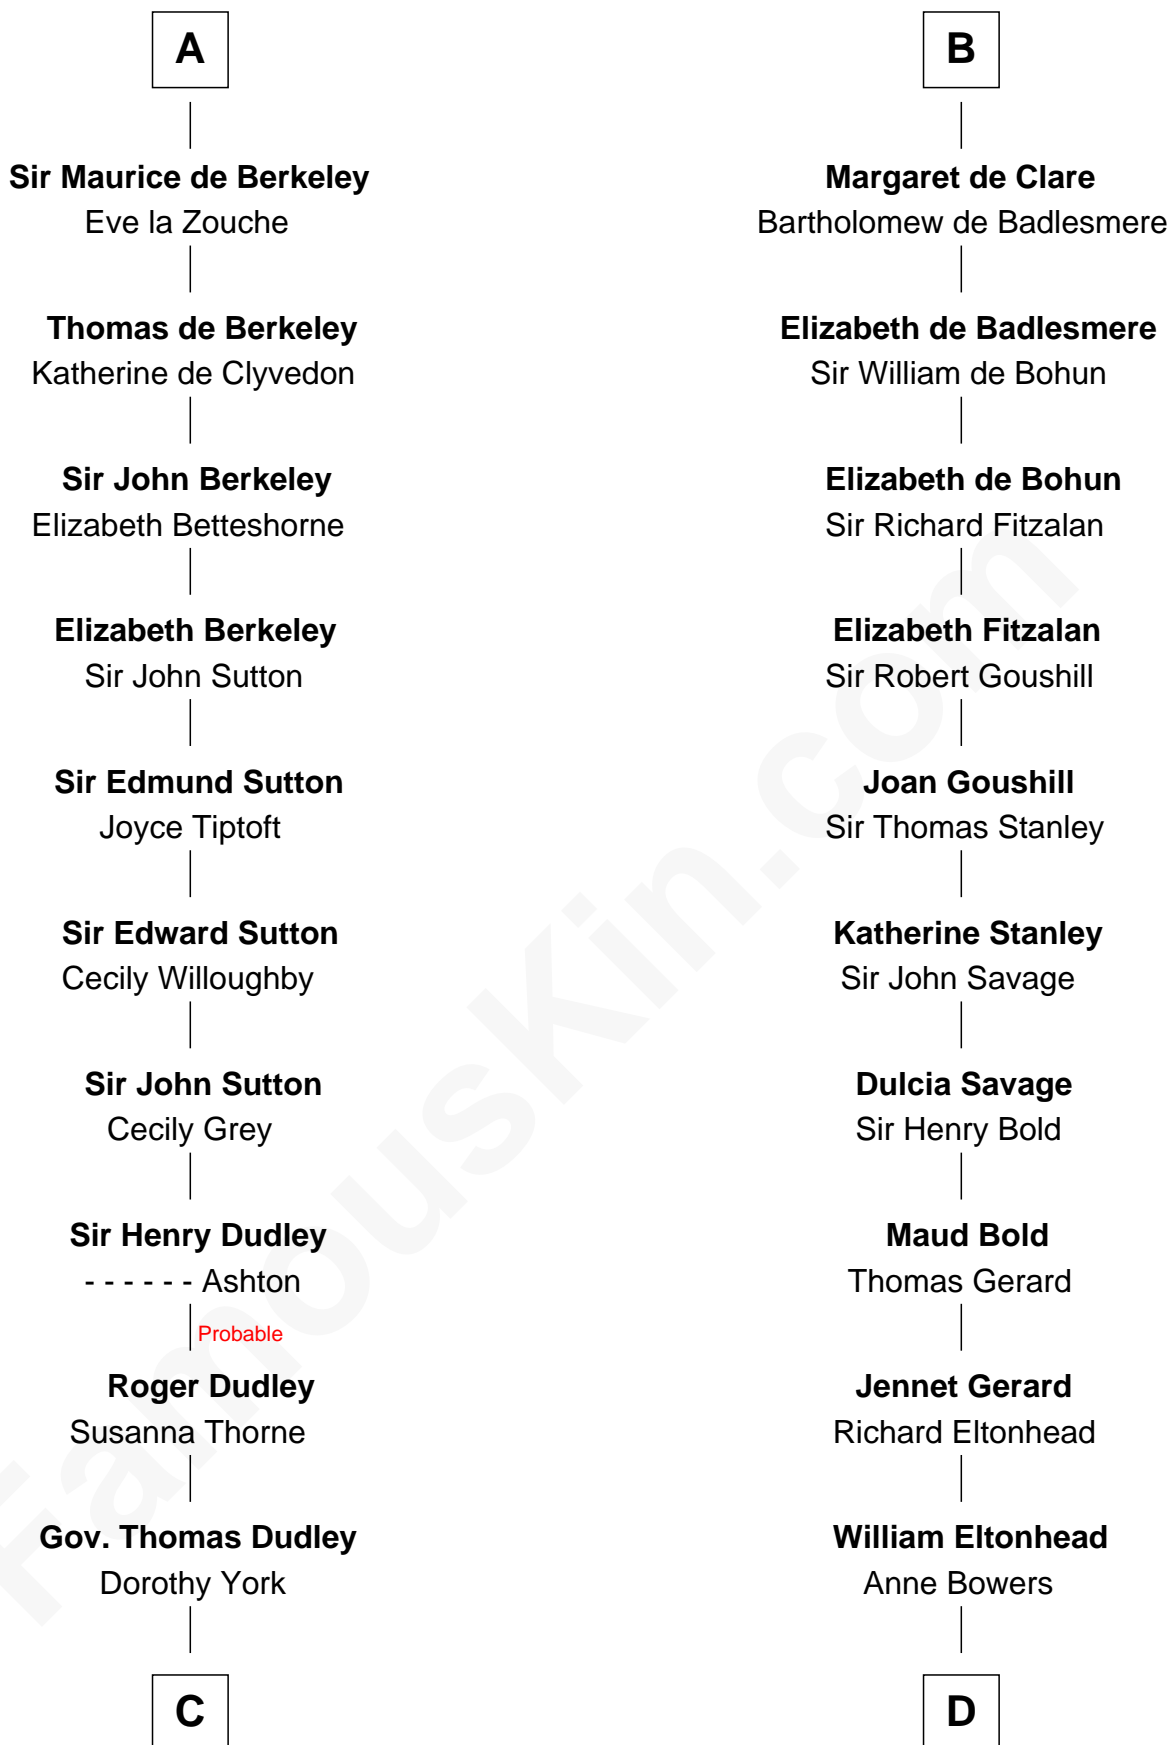 A
Sir Maurice de Berkeley
Eve la Zouche
Thomas de Berkeley
Katherine de Clyvedon
Sir John Berkeley
Elizabeth Betteshorne
Elizabeth Berkeley
Sir John Sutton
Sir Edmund Sutton
Joyce Tiptoft
Sir Edward Sutton
Cecily Willoughby
Sir John Sutton
Cecily Grey
Sir Henry Dudley
- - - - - - Ashton
Probable
Roger Dudley
Susanna Thorne
Gov. Thomas Dudley
Dorothy York
C
B
Margaret de Clare
Bartholomew de Badlesmere
Elizabeth de Badlesmere
Sir William de Bohun
Elizabeth de Bohun
Sir Richard Fitzalan
Elizabeth Fitzalan
Sir Robert Goushill
Joan Goushill
Sir Thomas Stanley
Katherine Stanley
Sir John Savage
Dulcia Savage
Sir Henry Bold
Maud Bold
Thomas Gerard
Jennet Gerard
Richard Eltonhead
William Eltonhead
Anne Bowers
D
FamousKin.com